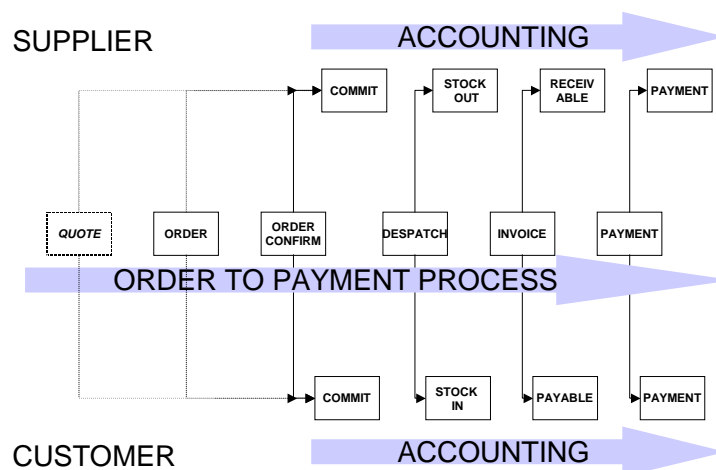 SUPPLIER
ACCOUNTING
COMMIT
STOCK
OUT
RECEIV
ABLE
PAYMENT
QUOTE
ORDER
ORDER
CONFIRM
DESPATCH
INVOICE
PAYMENT
ORDER TO PAYMENT PROCESS
COMMIT
STOCK
IN
PAYABLE
PAYMENT
CUSTOMER
ACCOUNTING